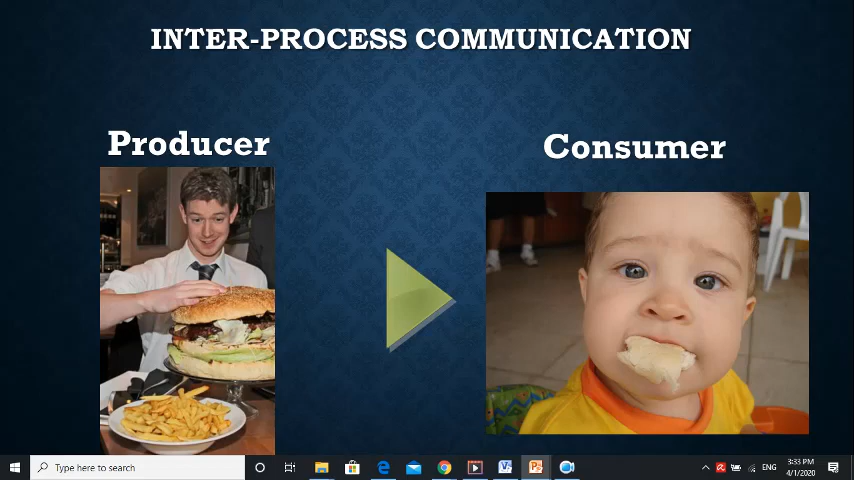 INTER-PROCESS COMMUNICATION
Producer
Consumer
Type here to search
ENG
3:33 PM
4/1/2020